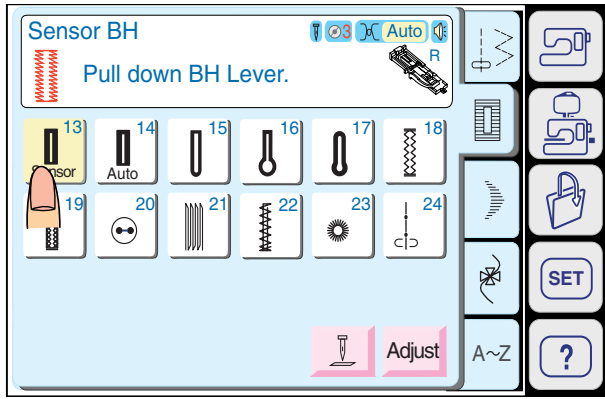 Sensor BH
3 Auto
R
Pull down BH Lever.
13 14 15 16 17 18
Sensor Auto
19 20 21 22 23 24
SET
Adjust A~Z ?